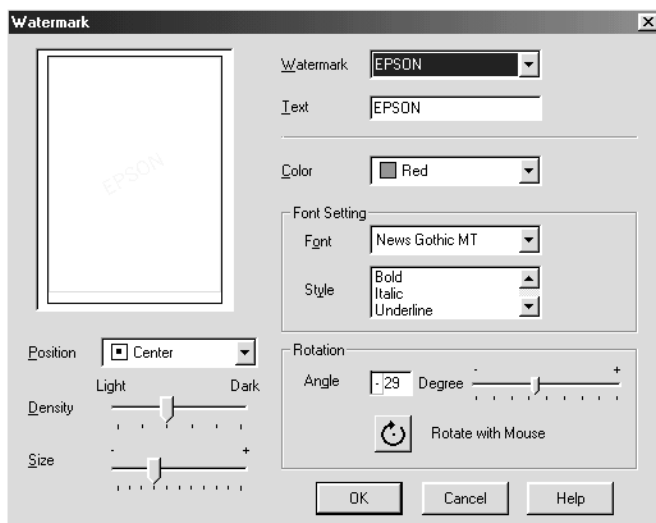 Watermark
EPSON
Watermark EPSON
Text EPSON
Color Red
Font Setting
Font News Gothic MT
Style Bold
Italic
Underline
Position Center
Light Dark
Density
Size - +
Rotation
Angle -29 Degree - +
Rotate with Mouse
OK Cancel Help